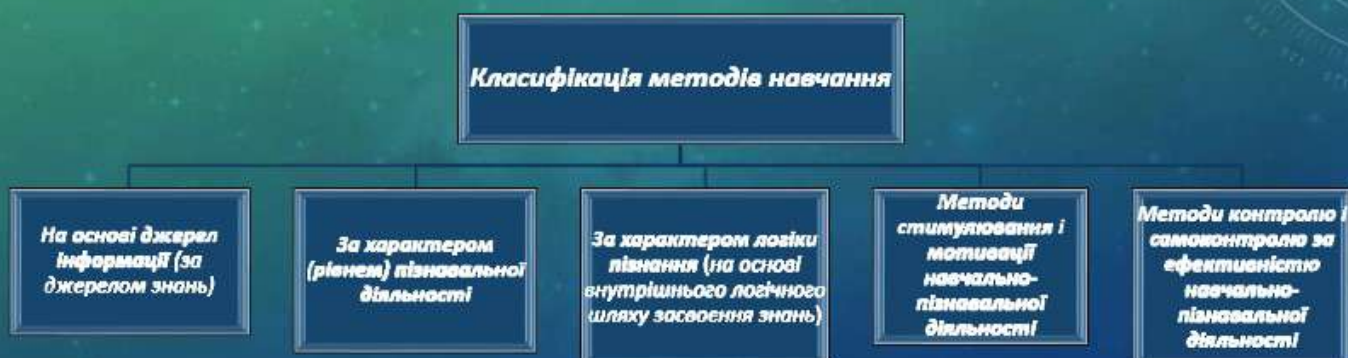 Класифікація методів навчання
На основі джерел
інформації (за
джерелом знань)
За характером
(рівнем) пізнавальної
діяльності
За характером логіки
пізнання (на основі
внутрішнього логічного
шляху засвоєння знань)
Методи
стимулювання і
мотивації
навчально-
пізнавальної
діяльності
Методи контролю і
самоконтролю за
ефективністю
навчально-
пізнавальної
діяльності